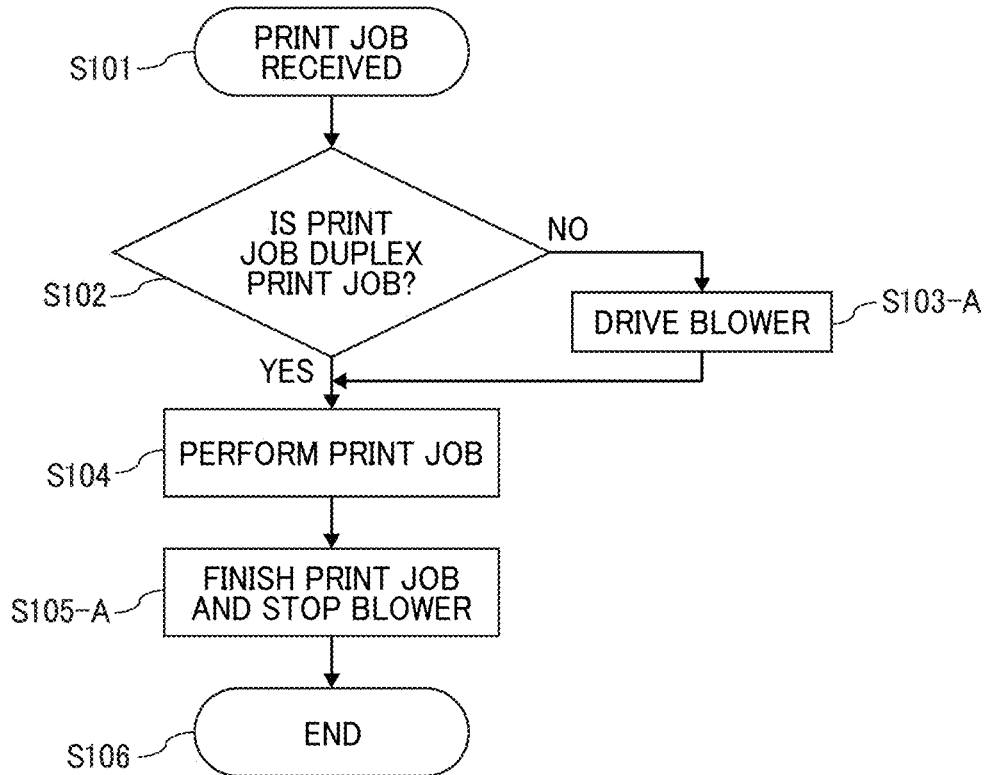 PRINT JOB
RECEIVED
S101
IS PRINT
JOB DUPLEX
PRINT JOB?
S102
NO
DRIVE BLOWER
S103-A
YES
PERFORM PRINT JOB
S104
FINISH PRINT JOB
AND STOP BLOWER
S105-A
END
S106